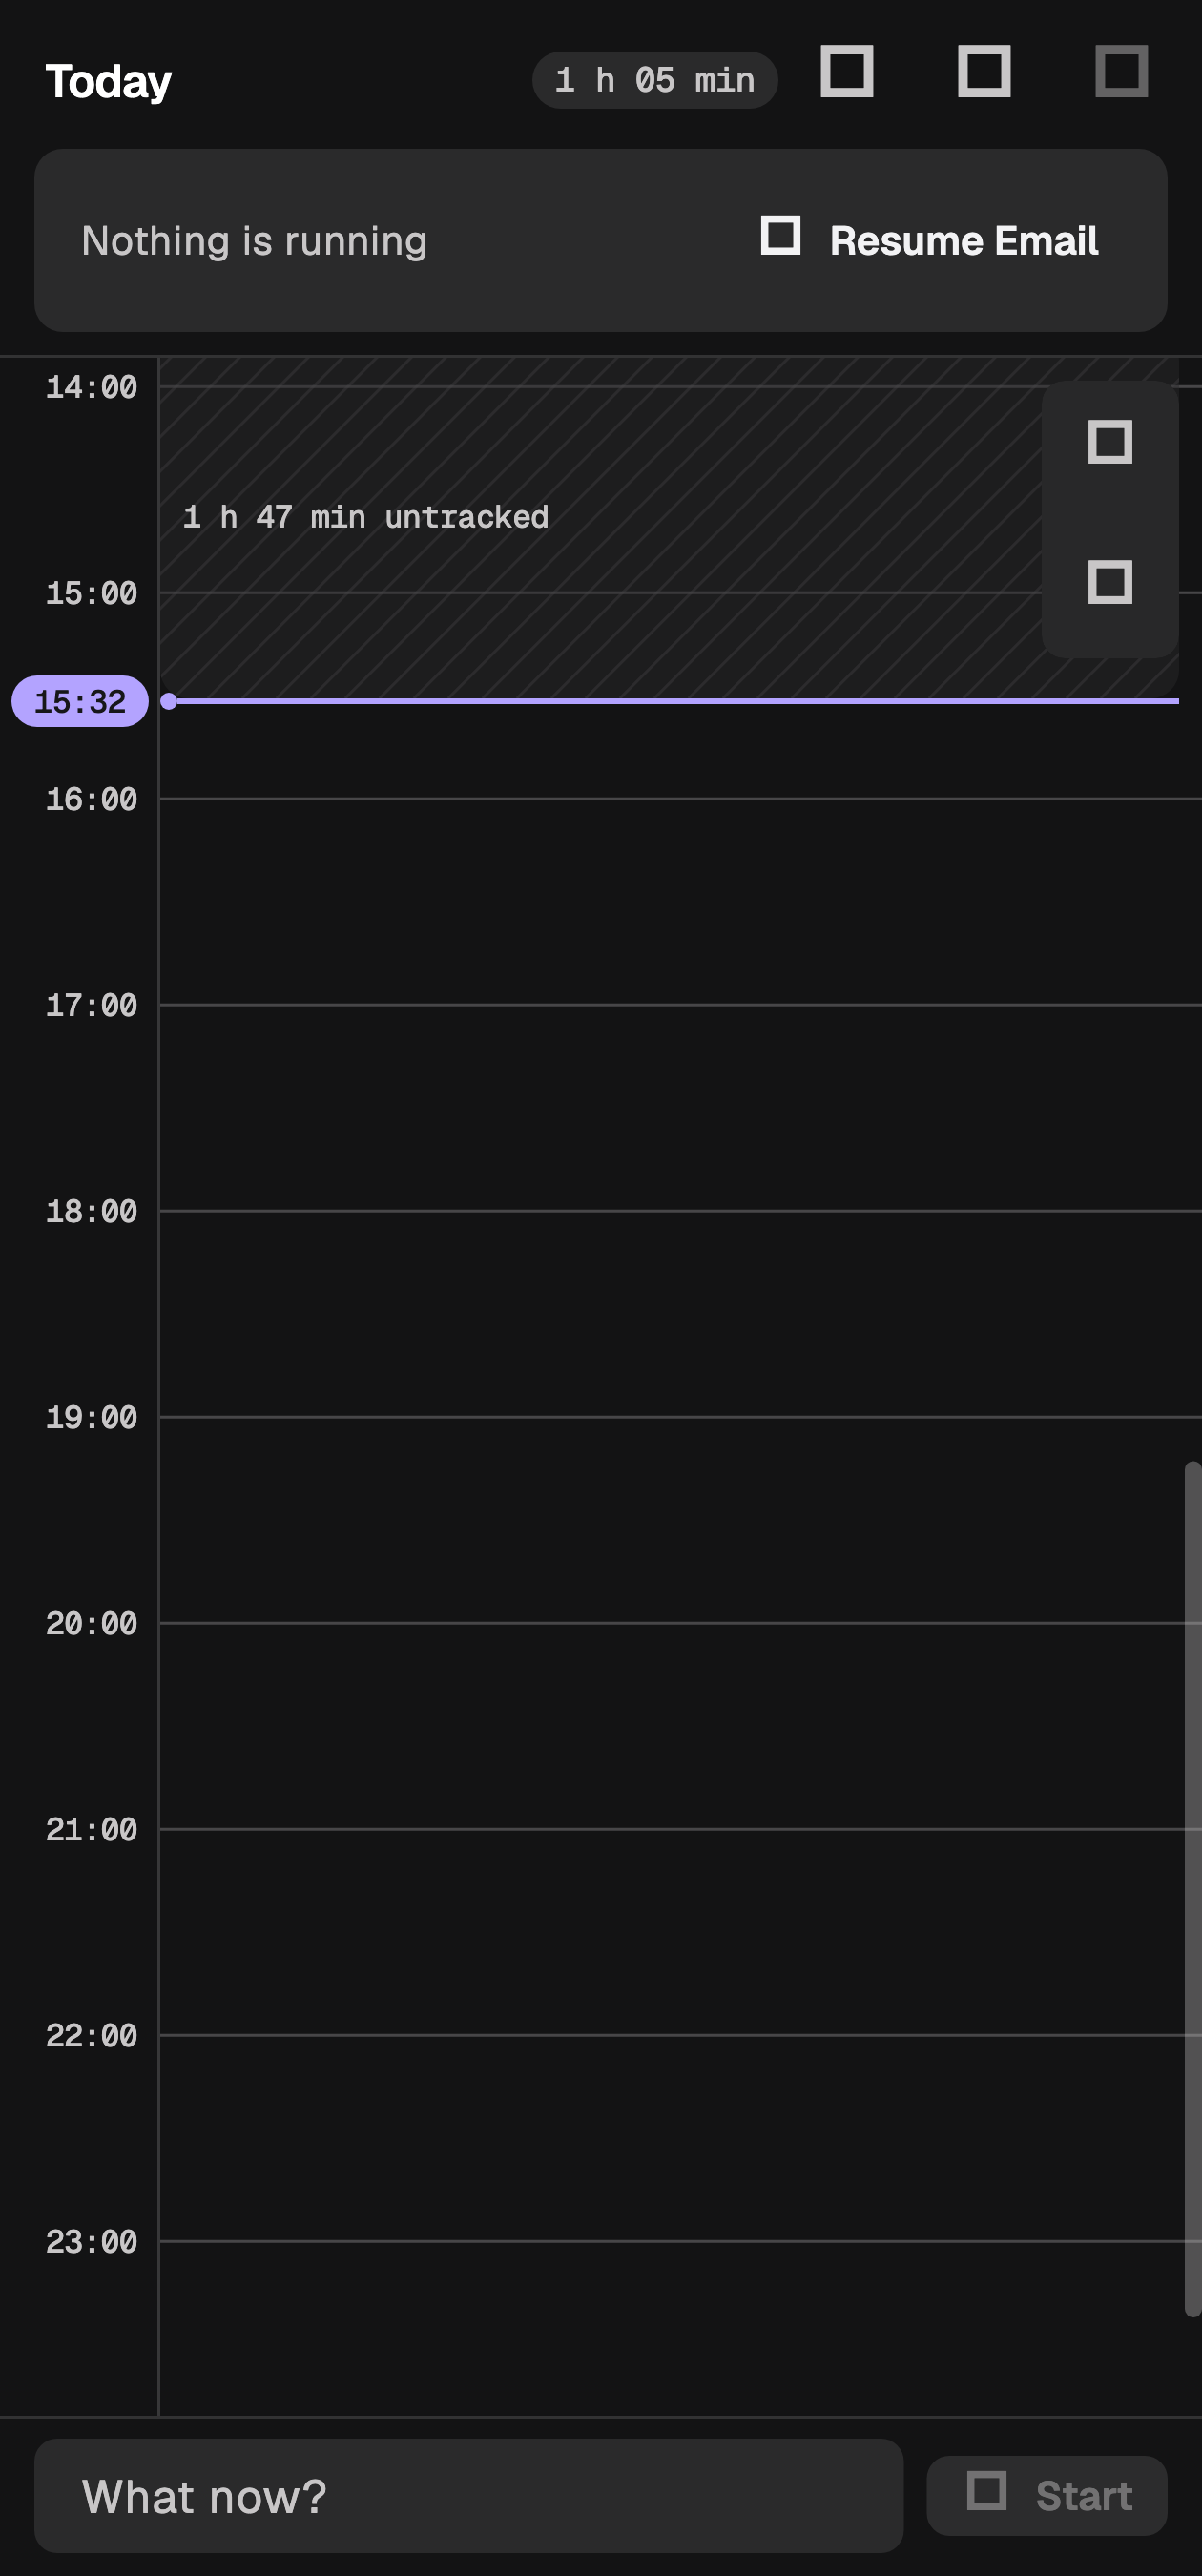 Today
1 h 05 min
Nothing is running
Resume Email
14:00
1 h 47 min untracked
15:00
15:32
16:00
17:00
18:00
19:00
20:00
21:00
22:00
23:00
What now?
Start